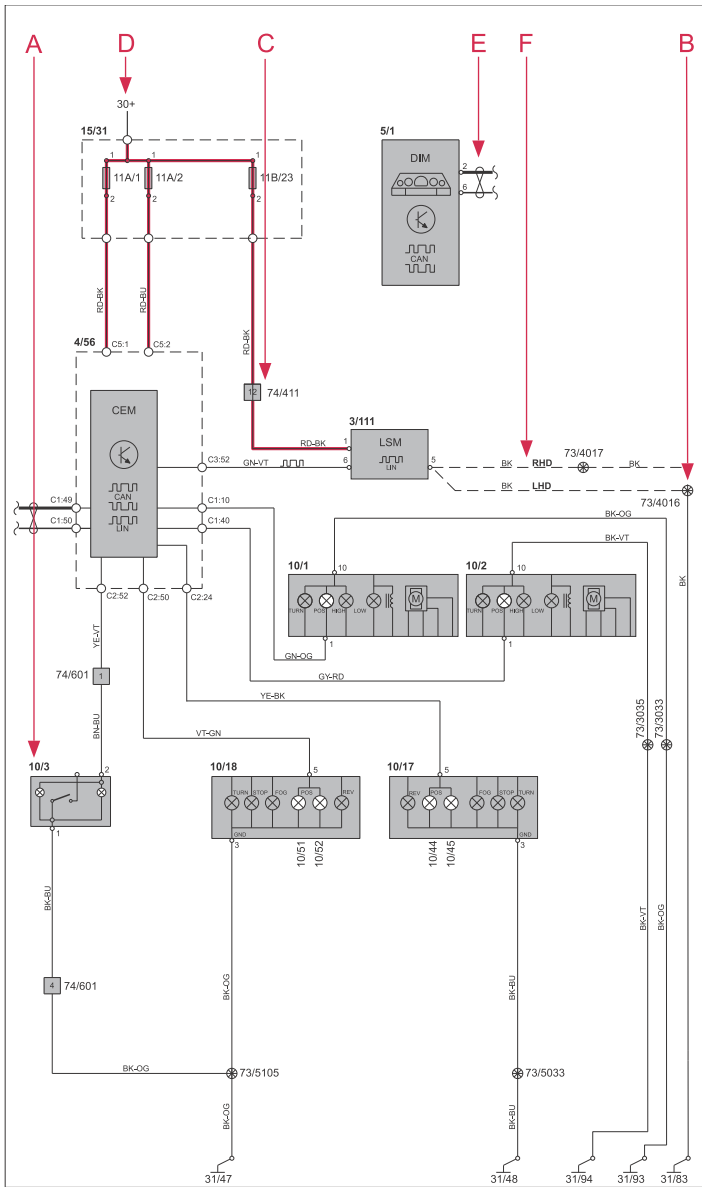 A D C E F B
30+
15/31 5/1
1 1 1 DIM 2
11A/1 11A/2 11B/23
2 2 2 6
CAN
RD-BK RD-BU RD-BK
4/56 C5:1 C5:2
12 74/411
CEM 3/111
RD-BK 1 LSM
C3:52 GN-VT 6 LIN 5 BK RHD 73/4017 BK
C1:49 CAN C1:10 BK LHD 73/4016
C1:50 LIN C1:40 BK-OG
BK-VT BK
10/1 10 10/2 10
C2:52 C2:50 C2:24
TURN POS HIGH LOW M TURN POS HIGH LOW M
YE-VT 1 1
GN-OG
74/601 1 GY-RD
YE-BK
BN-BU VT-GN 73/3035 73/3033
10/3 2 10/18 5 10/17 5
TURN STOP FOG POS REV REV POS FOG STOP TURN
1 GND 3 10/51 10/52 10/44 10/45 GND 3
BK-BU BK-VT BK-OG
4 74/601 BK-OG BK-BU
BK-OG 73/5105 73/5033
BK-OG BK-BU
31/47 31/48 31/94 31/93 31/83